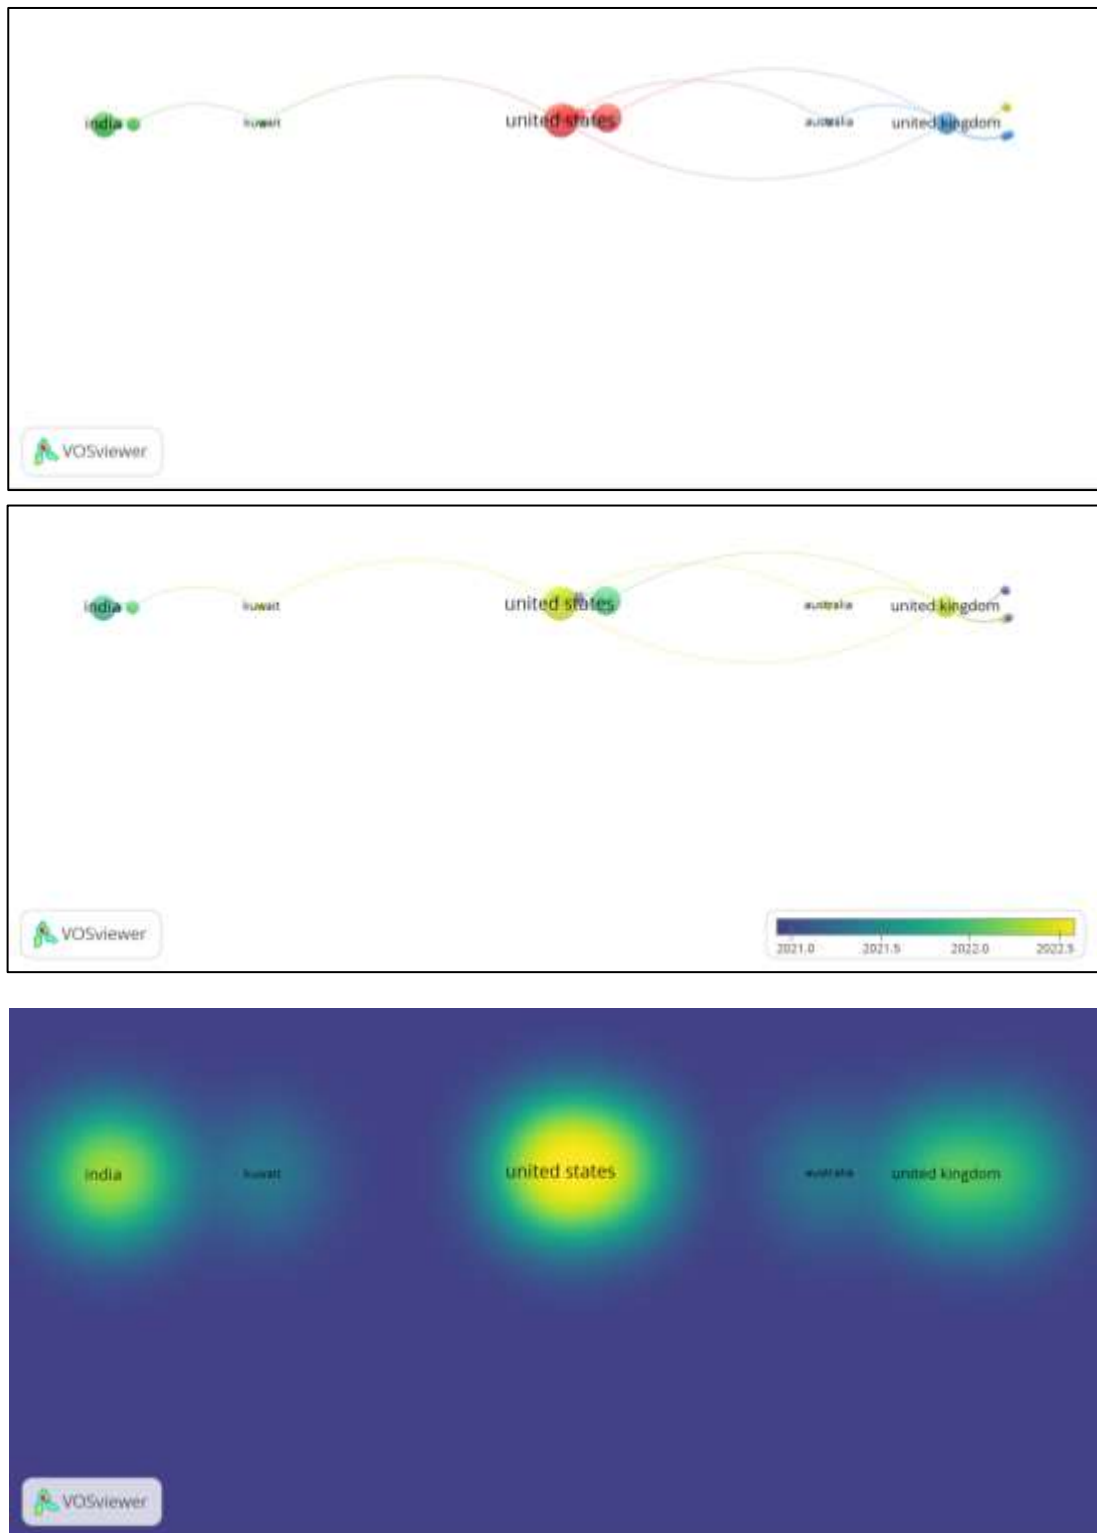 india
kuwait
united states
australia
united kingdom
VOSviewer
india
kuwait
united states
australia
united kingdom
VOSviewer
2021.0 2021.5 2022.0 2022.5
india
kuwait
united states
australia
united kingdom
VOSviewer